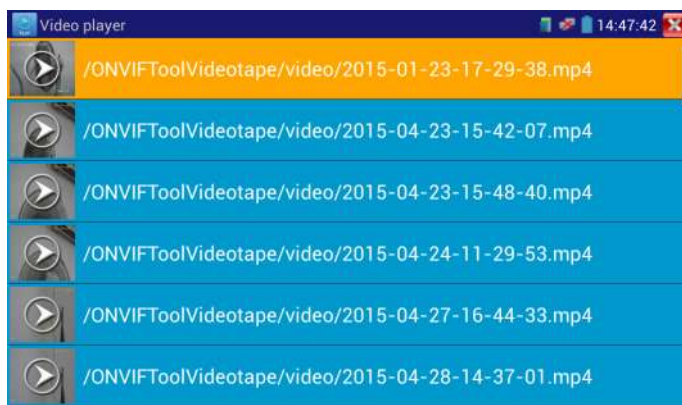 Video player 14:47:42
/ONVIFToolVideotape/video/2015-01-23-17-29-38.mp4
/ONVIFToolVideotape/video/2015-04-23-15-42-07.mp4
/ONVIFToolVideotape/video/2015-04-23-15-48-40.mp4
/ONVIFToolVideotape/video/2015-04-24-11-29-53.mp4
/ONVIFToolVideotape/video/2015-04-27-16-44-33.mp4
/ONVIFToolVideotape/video/2015-04-28-14-37-01.mp4